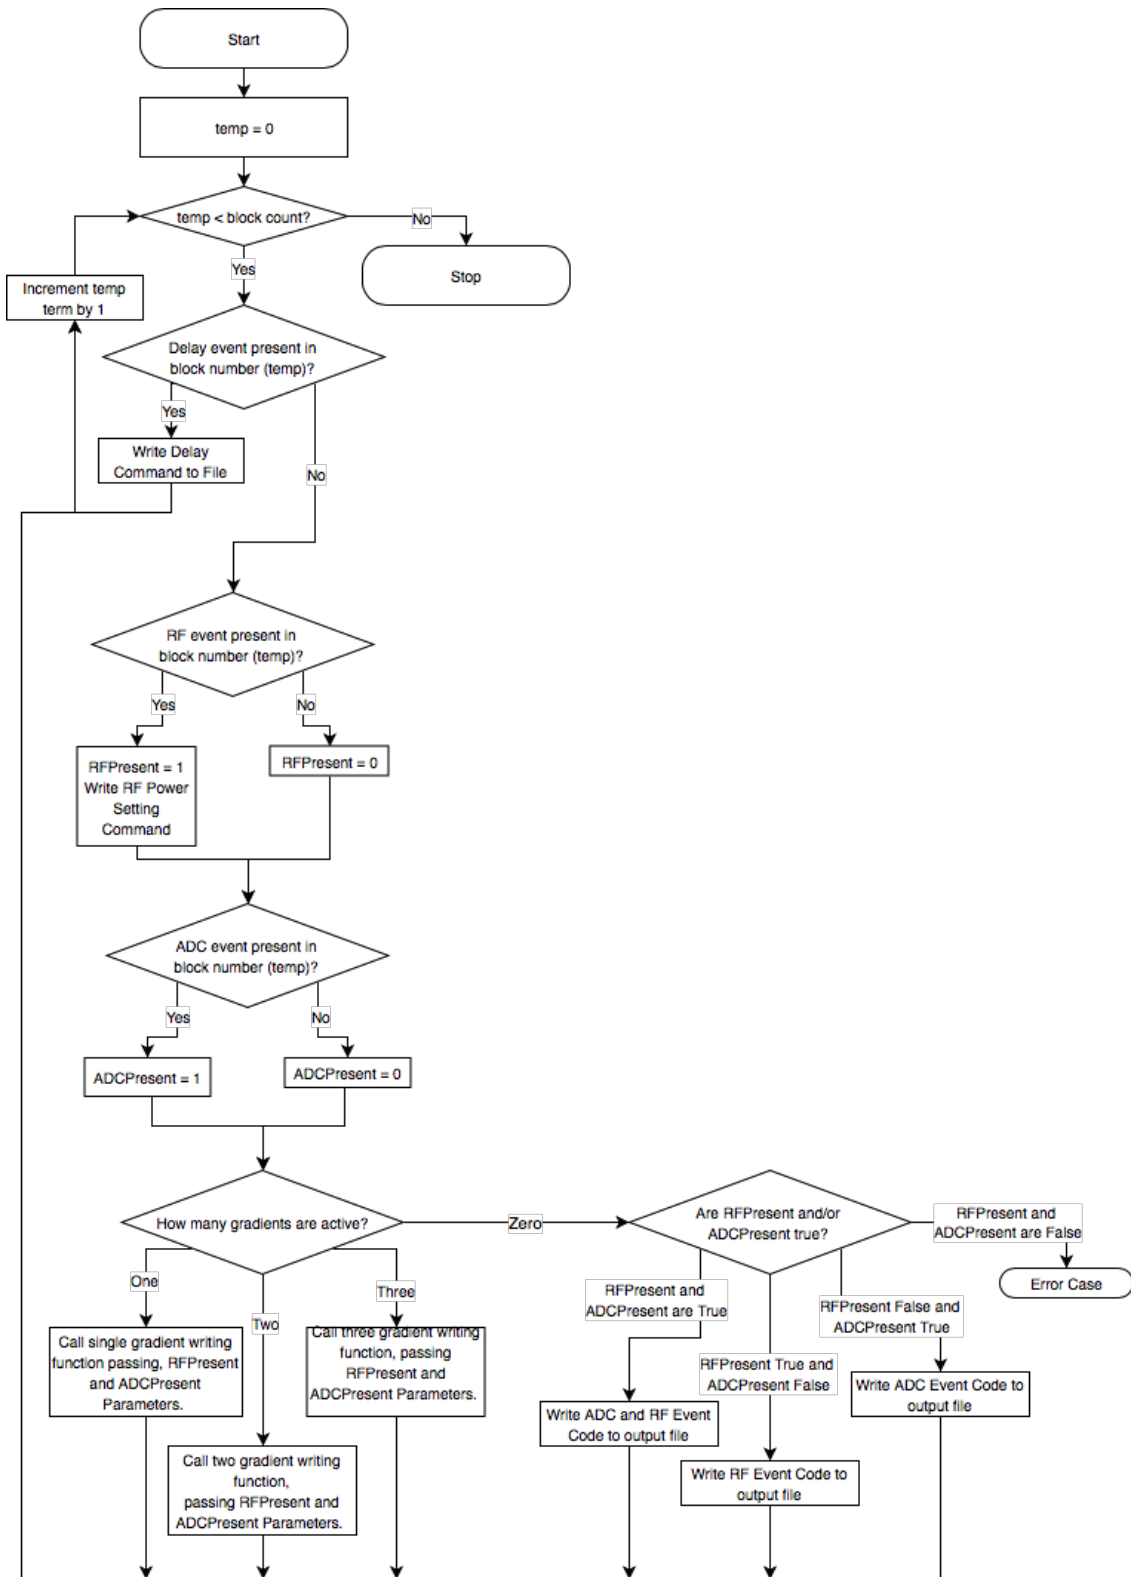 Start
temp = 0
temp < block count?
No
Stop
Yes
Increment temp
term by 1
Delay event present in
block number (temp)?
Yes
Write Delay
Command to File
No
RF event present in
block number (temp)?
Yes
No
RFPresent = 1
Write RF Power
Setting
Command
RFPresent = 0
ADC event present in
block number (temp)?
Yes
No
ADCPresent = 1
ADCPresent = 0
How many gradients are active?
Zero
Are RFPresent and/or
ADCPresent true?
RFPresent and
ADCPresent are False
Error Case
One
Two
Three
RFPresent and
ADCPresent are True
RFPresent True and
ADCPresent False
RFPresent False and
ADCPresent True
Call single gradient writing
function passing, RFPresent
and ADCPresent
Parameters.
Call three gradient writing
function, passing
RFPresent and
ADCPresent Parameters.
Write ADC and RF Event
Code to output file
Write ADC Event Code to
output file
Call two gradient writing
function,
passing RFPresent and
ADCPresent Parameters.
Write RF Event Code to
output file